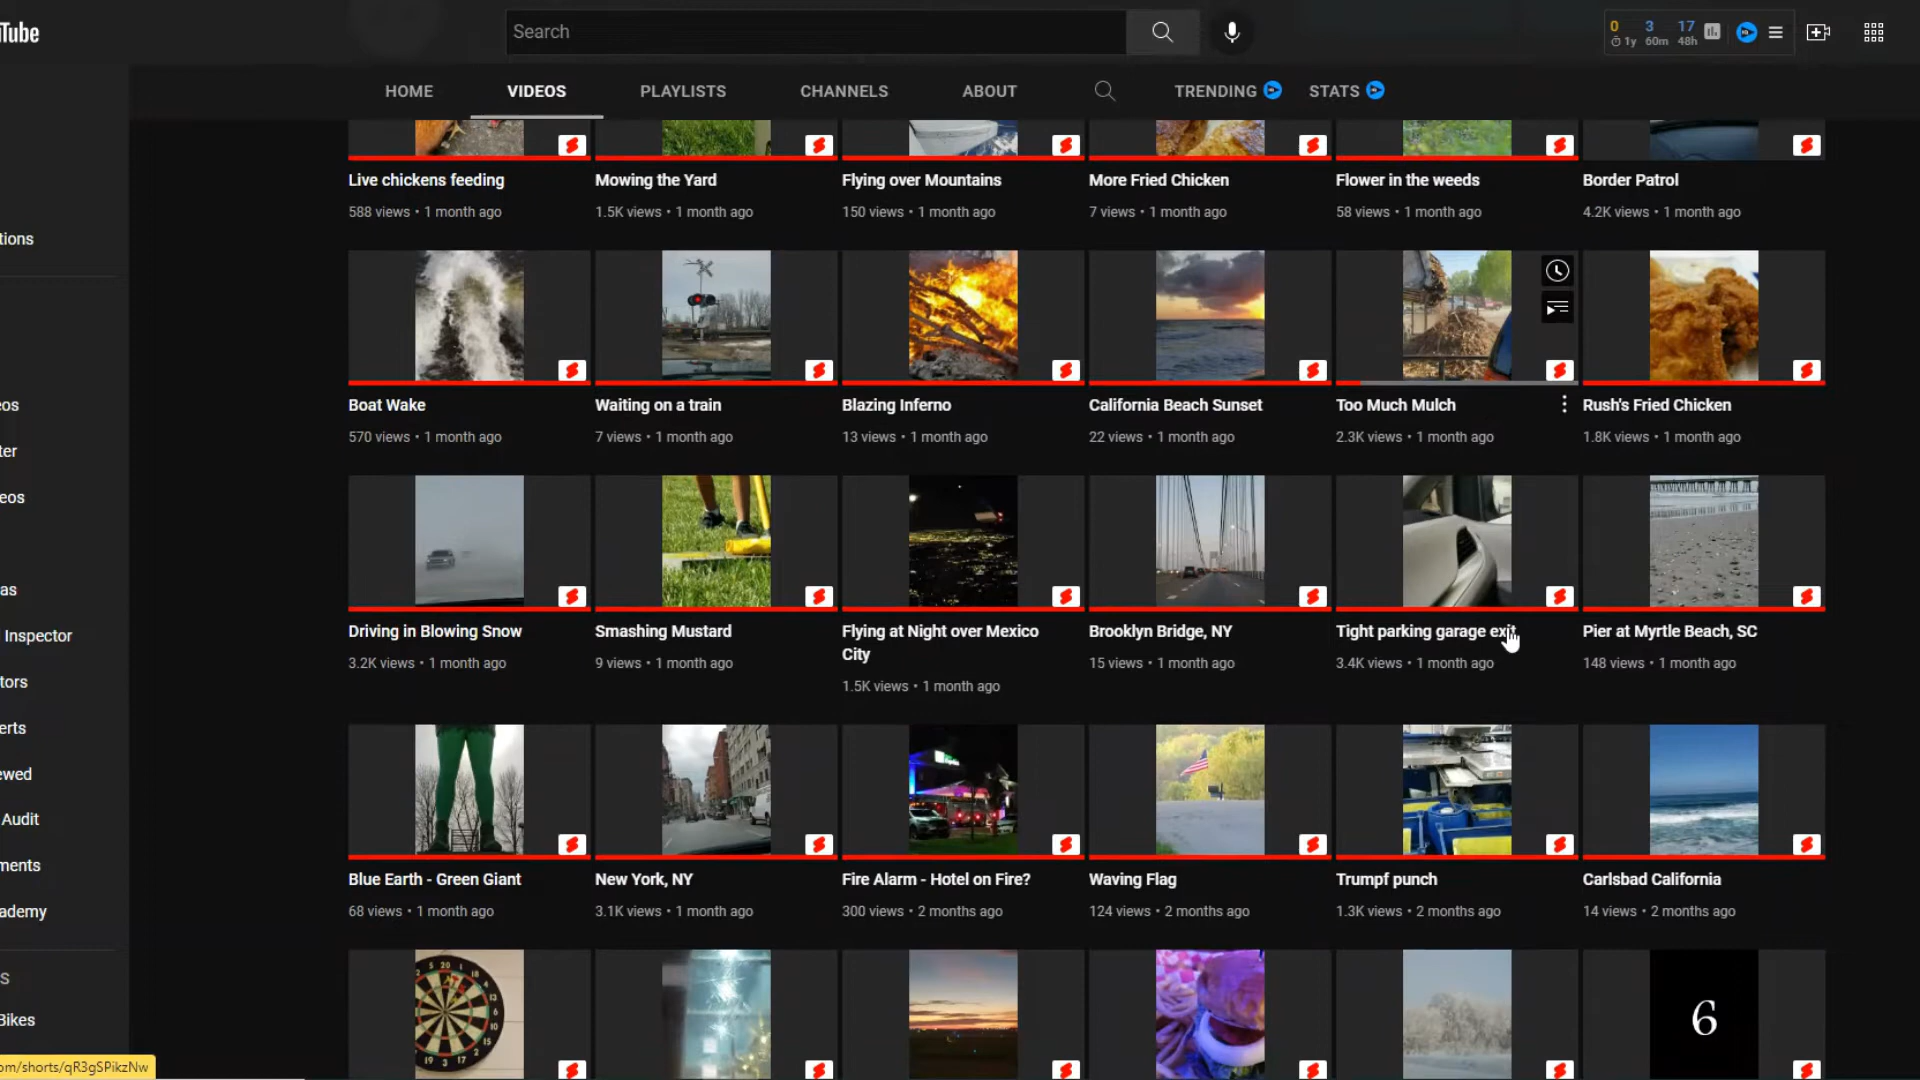 Tube
Search
0 3 17
1y 60m 48h
HOME VIDEOS PLAYLISTS CHANNELS ABOUT TRENDING STATS
Live chickens feeding
588 views • 1 month ago
Mowing the Yard
1.5K views • 1 month ago
Flying over Mountains
150 views • 1 month ago
More Fried Chicken
7 views • 1 month ago
Flower in the weeds
58 views • 1 month ago
Border Patrol
4.2K views • 1 month ago
tions
Boat Wake
570 views • 1 month ago
Waiting on a train
7 views • 1 month ago
Blazing Inferno
13 views • 1 month ago
California Beach Sunset
22 views • 1 month ago
Too Much Mulch
2.3K views • 1 month ago
Rush's Fried Chicken
1.8K views • 1 month ago
eos
ter
eos
as
Inspector
tors
erts
ewed
Audit
ments
ademy
S
Bikes
Driving in Blowing Snow
3.2K views • 1 month ago
Smashing Mustard
9 views • 1 month ago
Flying at Night over Mexico
City
1.5K views • 1 month ago
Brooklyn Bridge, NY
15 views • 1 month ago
Tight parking garage exit
3.4K views • 1 month ago
Pier at Myrtle Beach, SC
148 views • 1 month ago
Blue Earth - Green Giant
68 views • 1 month ago
New York, NY
3.1K views • 1 month ago
Fire Alarm - Hotel on Fire?
300 views • 2 months ago
Waving Flag
124 views • 2 months ago
Trumpf punch
1.3K views • 2 months ago
Carlsbad California
14 views • 2 months ago
6
om/shorts/qR3gSPikzNw